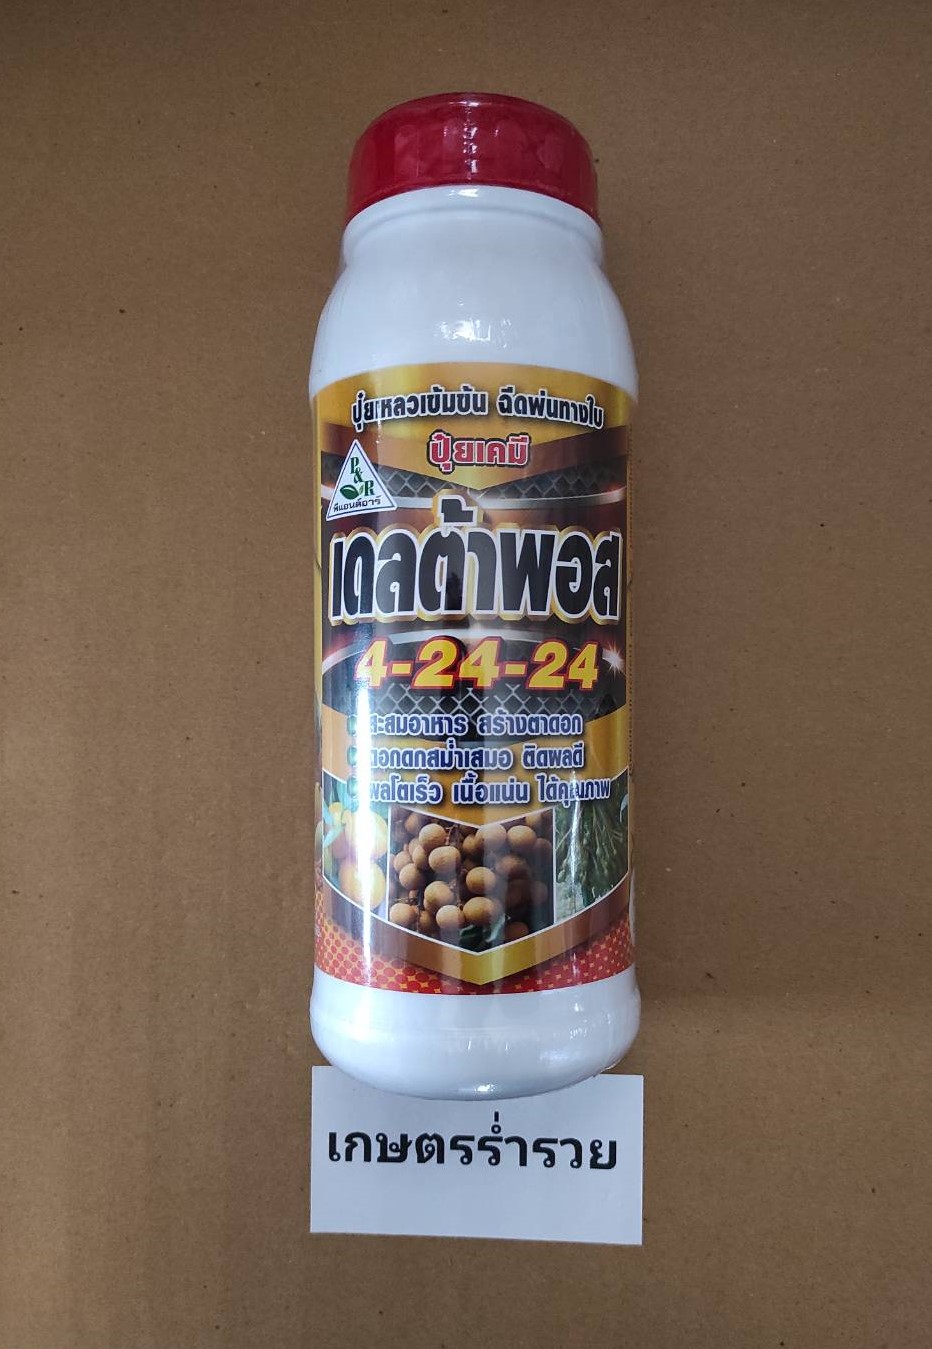 ปุ๋ยเหลวเข้มข้น ฉีดพ่นทางใบ
ปุ๋ยเคมี
P&R
พีแอนด์อาร์
เดลต้าพอส
4-24-24
สะสมอาหาร สร้างตาดอก
ดอกดกสม่ำเสมอ ติดผลดี
ผลโตเร็ว เนื้อแน่น ได้คุณภาพ
เกษตรร่ำรวย